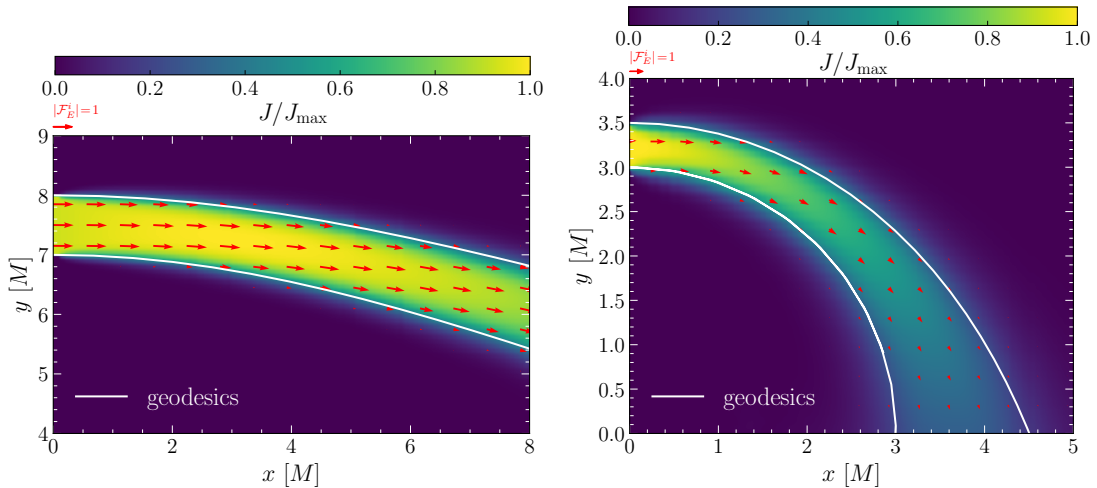 0.0 0.2 0.4 0.6 0.8 1.0
|𝓕ᵢE|=1 J/J_max
9
8
7
6
5
4
y [M]
geodesics
0 2 4 6 8
x [M]
0.0 0.2 0.4 0.6 0.8 1.0
|𝓕ᵢE|=1 J/J_max
4.0
3.5
3.0
2.5
2.0
1.5
1.0
0.5
0.0
y [M]
geodesics
0 1 2 3 4 5
x [M]